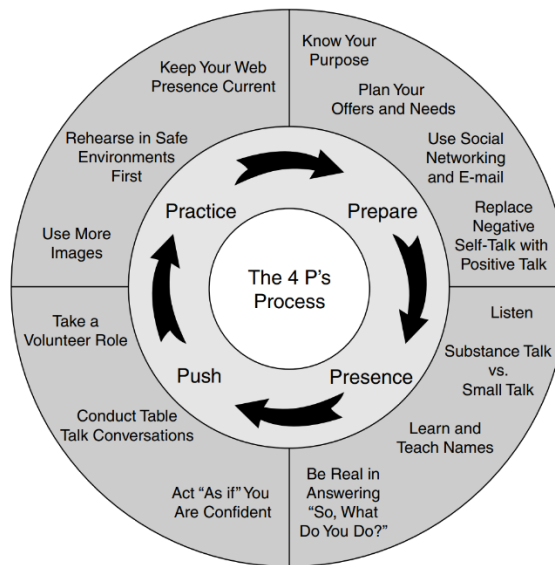 Know Your
Purpose
Plan Your
Offers and Needs
Use Social
Networking
and E-mail
Replace
Negative
Self-Talk with
Positive Talk
Listen
Substance Talk
vs.
Small Talk
Learn and
Teach Names
Be Real in
Answering
“So, What
Do You Do?”
Act “As if” You
Are Confident
Conduct Table
Talk Conversations
Take a
Volunteer Role
Use More
Images
Rehearse in Safe
Environments
First
Keep Your Web
Presence Current
Practice
Prepare
Presence
Push
The 4 P's
Process